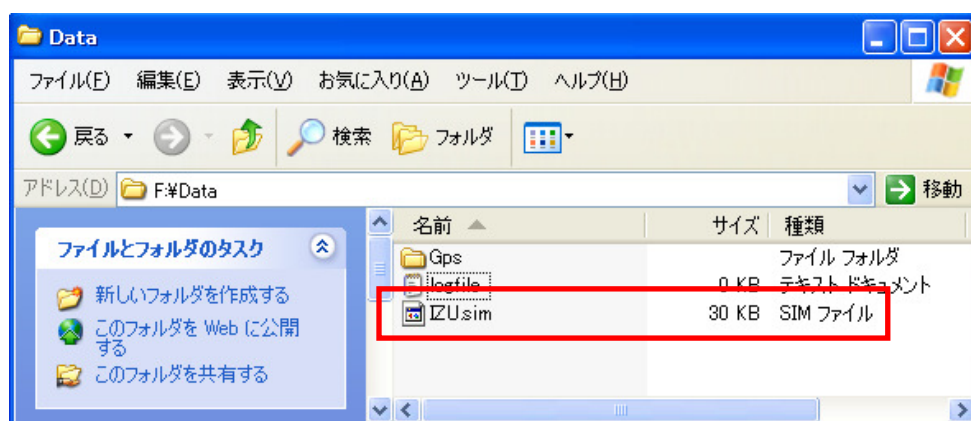 Data
ファイル(F) 編集(E) 表示(V) お気に入り(A) ツール(T) ヘルプ(H)
戻る 検索 フォルダ
アドレス(D) F:¥Data 移動
名前 サイズ 種類
ファイルとフォルダのタスク
新しいフォルダを作成する
このフォルダを Web に公開
する
このフォルダを共有する
Gps ファイル フォルダ
logfile 0 KB テキスト ドキュメント
IZU.sim 30 KB SIM ファイル